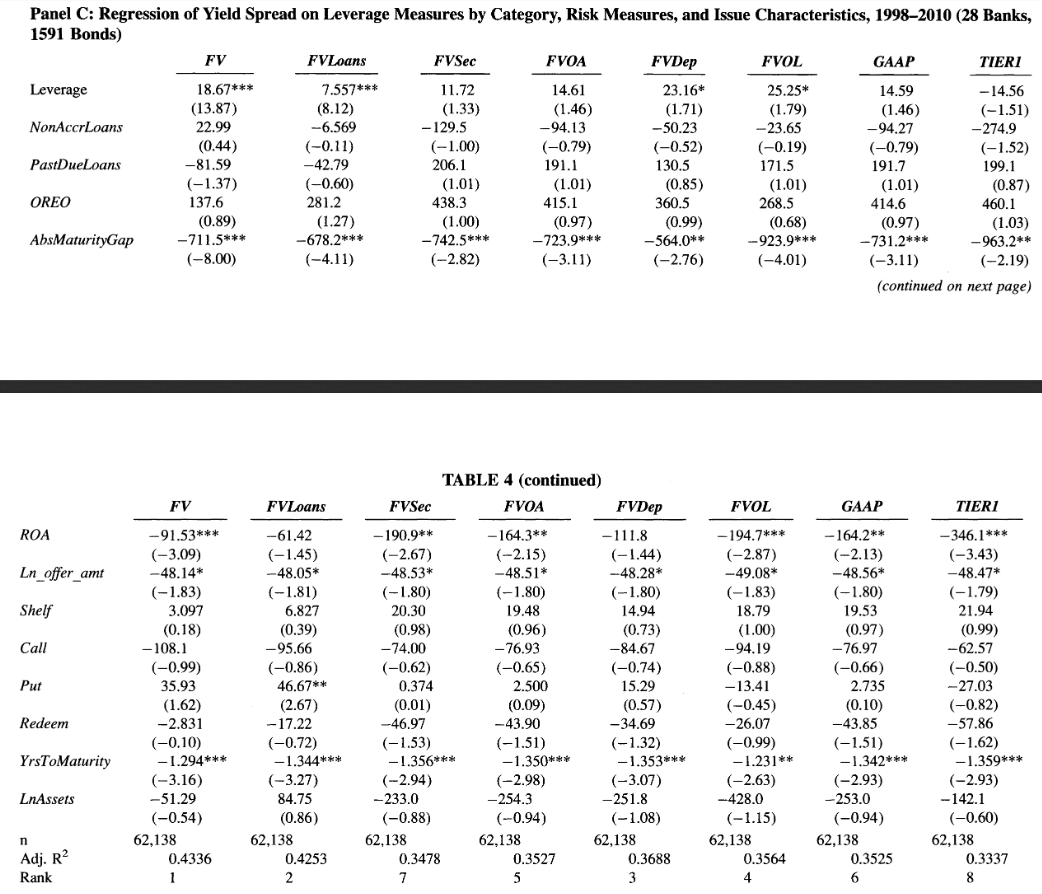 Panel C: Regression of Yield Spread on Leverage Measures by Category, Risk Measures, and Issue Characteristics, 1998–2010 (28 Banks,
1591 Bonds)
FV FVLoans FVSec FVOA FVDep FVOL GAAP TIER1
Leverage 18.67*** 7.557*** 11.72 14.61 23.16* 25.25* 14.59 −14.56
(13.87) (8.12) (1.33) (1.46) (1.71) (1.79) (1.46) (−1.51)
NonAccrLoans 22.99 −6.569 −129.5 −94.13 −50.23 −23.65 −94.27 −274.9
(0.44) (−0.11) (−1.00) (−0.79) (−0.52) (−0.19) (−0.79) (−1.52)
PastDueLoans −81.59 −42.79 206.1 191.1 130.5 171.5 191.7 199.1
(−1.37) (−0.60) (1.01) (1.01) (0.85) (1.01) (1.01) (0.87)
OREO 137.6 281.2 438.3 415.1 360.5 268.5 414.6 460.1
(0.89) (1.27) (1.00) (0.97) (0.99) (0.68) (0.97) (1.03)
AbsMaturityGap −711.5*** −678.2*** −742.5*** −723.9*** −564.0** −923.9*** −731.2*** −963.2**
(−8.00) (−4.11) (−2.82) (−3.11) (−2.76) (−4.01) (−3.11) (−2.19)
(continued on next page)
TABLE 4 (continued)
FV FVLoans FVSec FVOA FVDep FVOL GAAP TIER1
ROA −91.53*** −61.42 −190.9** −164.3** −111.8 −194.7*** −164.2** −346.1***
(−3.09) (−1.45) (−2.67) (−2.15) (−1.44) (−2.87) (−2.13) (−3.43)
Ln_offer_amt −48.14* −48.05* −48.53* −48.51* −48.28* −49.08* −48.56* −48.47*
(−1.83) (−1.81) (−1.80) (−1.80) (−1.80) (−1.83) (−1.80) (−1.79)
Shelf 3.097 6.827 20.30 19.48 14.94 18.79 19.53 21.94
(0.18) (0.39) (0.98) (0.96) (0.73) (1.00) (0.97) (0.99)
Call −108.1 −95.66 −74.00 −76.93 −84.67 −94.19 −76.97 −62.57
(−0.99) (−0.86) (−0.62) (−0.65) (−0.74) (−0.88) (−0.66) (−0.50)
Put 35.93 46.67** 0.374 2.500 15.29 −13.41 2.735 −27.03
(1.62) (2.67) (0.01) (0.09) (0.57) (−0.45) (0.10) (−0.82)
Redeem −2.831 −17.22 −46.97 −43.90 −34.69 −26.07 −43.85 −57.86
(−0.10) (−0.72) (−1.53) (−1.51) (−1.32) (−0.99) (−1.51) (−1.62)
YrsToMaturity −1.294*** −1.344*** −1.356*** −1.350*** −1.353*** −1.231** −1.342*** −1.359***
(−3.16) (−3.27) (−2.94) (−2.98) (−3.07) (−2.63) (−2.93) (−2.93)
LnAssets −51.29 84.75 −233.0 −254.3 −251.8 −428.0 −253.0 −142.1
(−0.54) (0.86) (−0.88) (−0.94) (−1.08) (−1.15) (−0.94) (−0.60)
n 62,138 62,138 62,138 62,138 62,138 62,138 62,138 62,138
Adj. R² 0.4336 0.4253 0.3478 0.3527 0.3688 0.3564 0.3525 0.3337
Rank 1 2 7 5 3 4 6 8